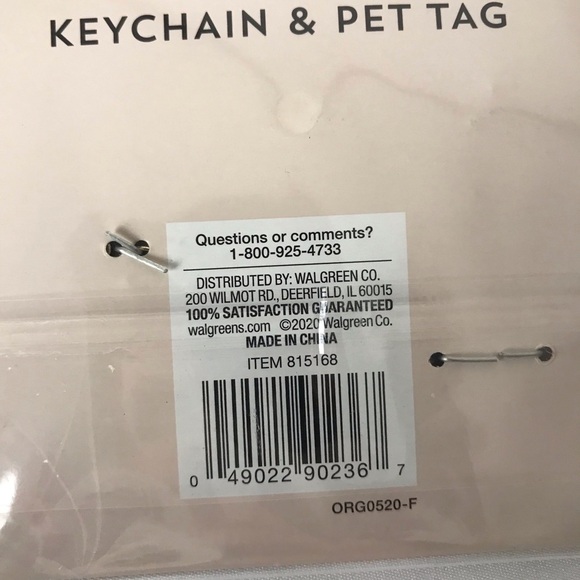 KEYCHAIN & PET TAG
Questions or comments?
1-800-925-4733
DISTRIBUTED BY: WALGREEN CO.
200 WILMOT RD., DEERFIELD, IL 60015
100% SATISFACTION GUARANTEED
walgreens.com ©2020 Walgreen Co.
MADE IN CHINA
ITEM 815168
0 49022 90236 7
ORG0520-F